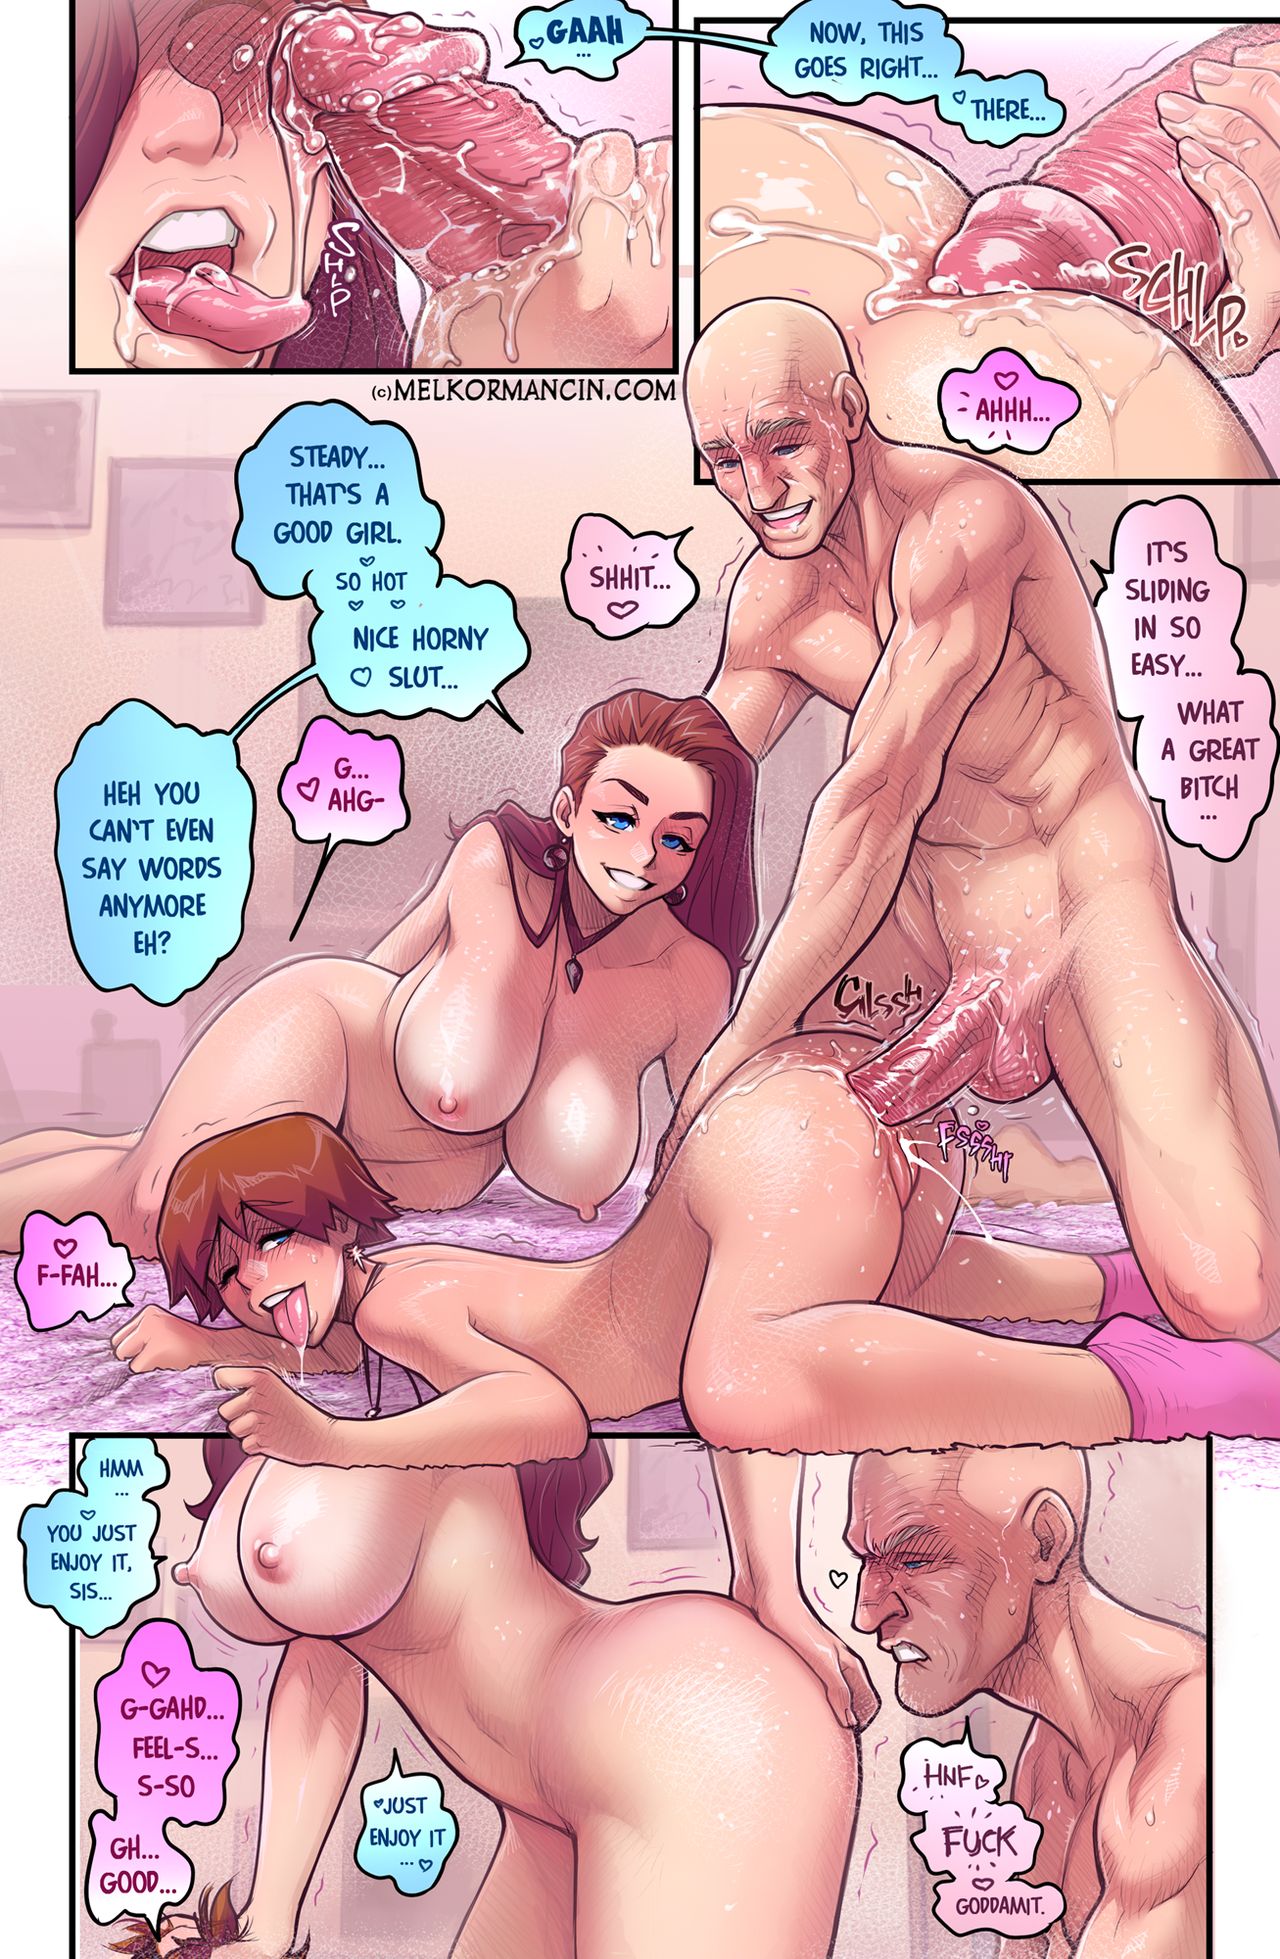 GAAH
...
NOW, THIS
GOES RIGHT...
THERE...
SHLP
SCHLP
AHHH...
(c)MELKORMANCIN.COM
STEADY...
THAT'S A
GOOD GIRL.
SO HOT
NICE HORNY
SLUT...
SHHIT...
IT'S
SLIDING
IN SO
EASY...
WHAT
A GREAT
BITCH
...
HEH YOU
CAN'T EVEN
SAY WORDS
ANYMORE
EH?
G...
AHG-
GLSSH
FSSSHI
F-FAH...
HMM
...
YOU JUST
ENJOY IT,
SIS...
G-GAHD...
FEEL-S...
S-SO
GH...
GOOD...
JUST
ENJOY IT
...
HNF
FUCK
GODDAMIT.